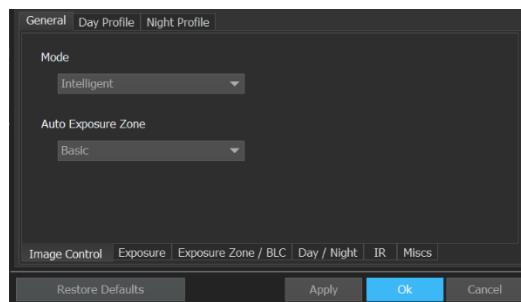 General Day Profile Night Profile
Mode
Intelligent
Auto Exposure Zone
Basic
Image Control Exposure Exposure Zone / BLC Day / Night IR Miscs
Restore Defaults Apply Ok Cancel